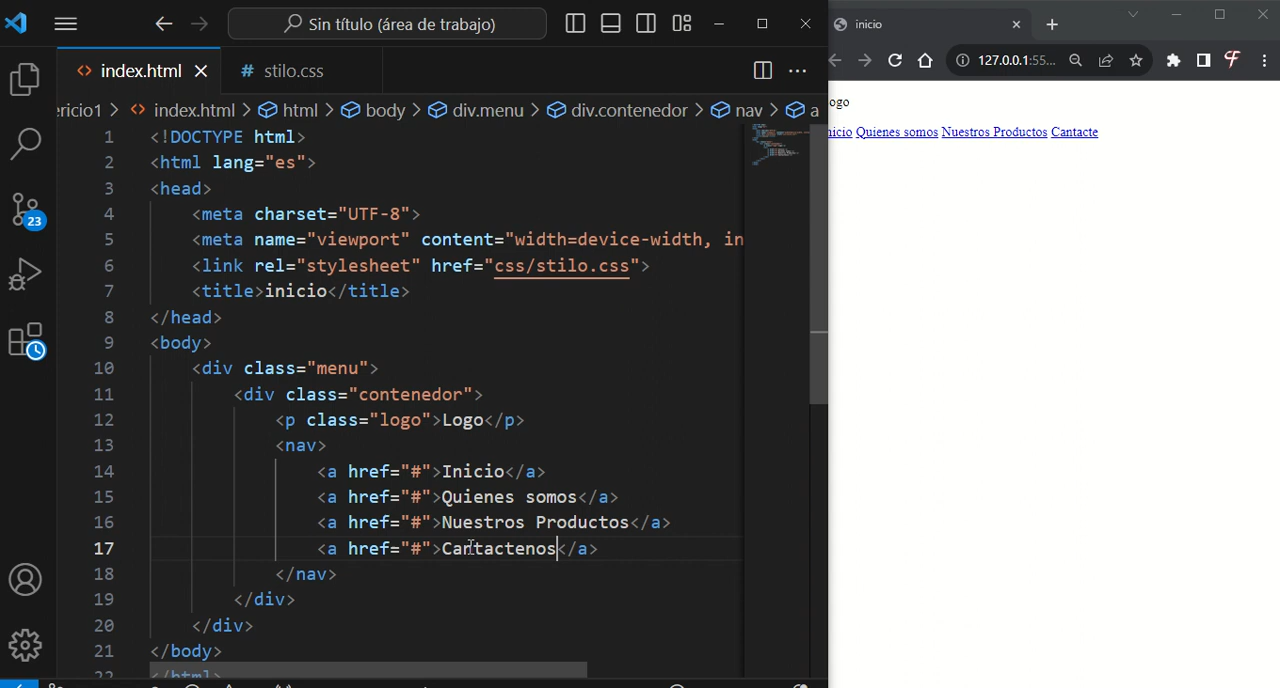 Sin título (área de trabajo)
index.html
stilo.css
ericio1 > index.html > html > body > div.menu > div.contenedor > nav > a
1 <!DOCTYPE html>
2 <html lang="es">
3 <head>
4 <meta charset="UTF-8">
5 <meta name="viewport" content="width=device-width, in
6 <link rel="stylesheet" href="css/stilo.css">
7 <title>inicio</title>
8 </head>
9 <body>
10 <div class="menu">
11 <div class="contenedor">
12 <p class="logo">Logo</p>
13 <nav>
14 <a href="#">Inicio</a>
15 <a href="#">Quienes somos</a>
16 <a href="#">Nuestros Productos</a>
17 <a href="#">Cantactenos</a>
18 </nav>
19 </div>
20 </div>
21 </body>
22 </html>
23
inicio
127.0.0.1:55...
ogo
nicio Quienes somos Nuestros Productos Cantacte